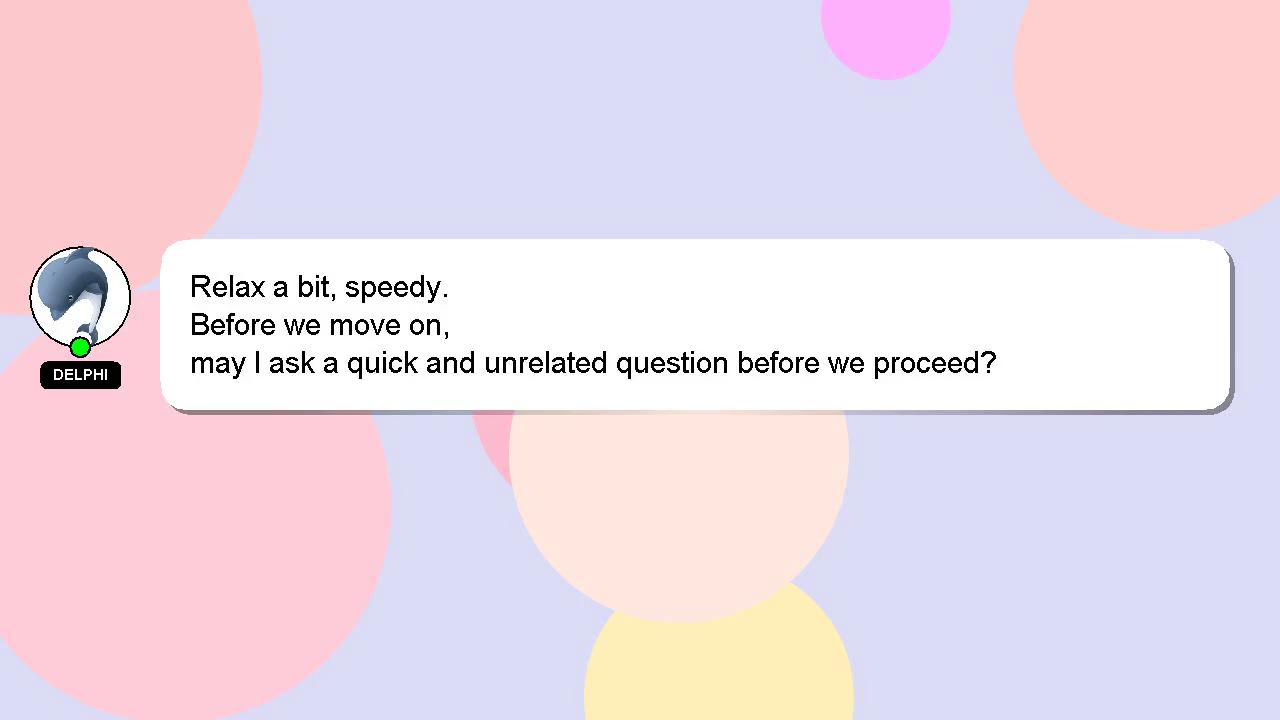 Relax a bit, speedy.
Before we move on,
may I ask a quick and unrelated question before we proceed?
DELPHI